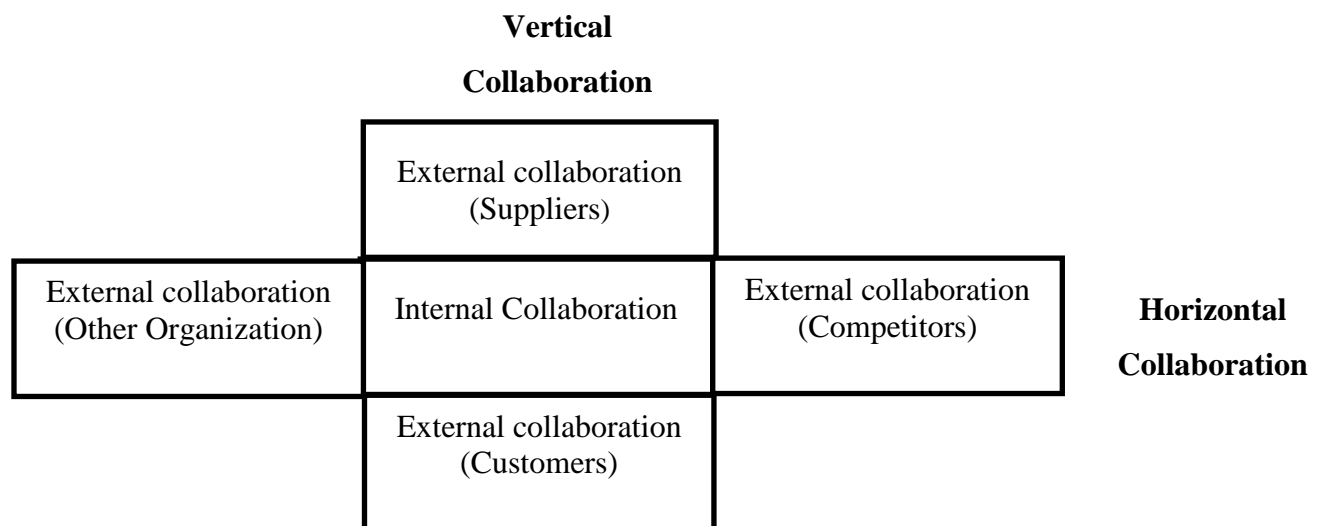 Vertical
Collaboration
External collaboration
(Suppliers)
External collaboration
(Other Organization)
Internal Collaboration
External collaboration
(Competitors)
Horizontal
Collaboration
External collaboration
(Customers)